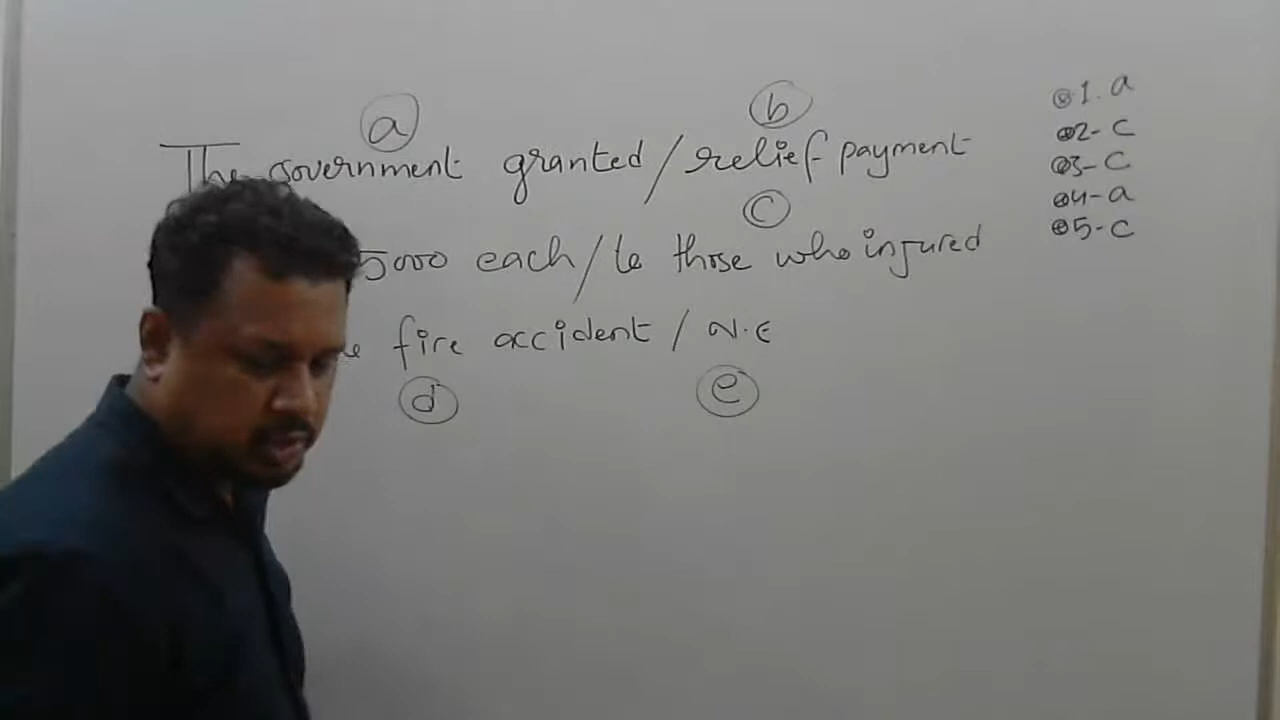 a
b
The government granted / relief payment
c
5000 each / to those who injured
fire accident / N.E
d
e
1. a
2- c
3- c
4- a
5- c